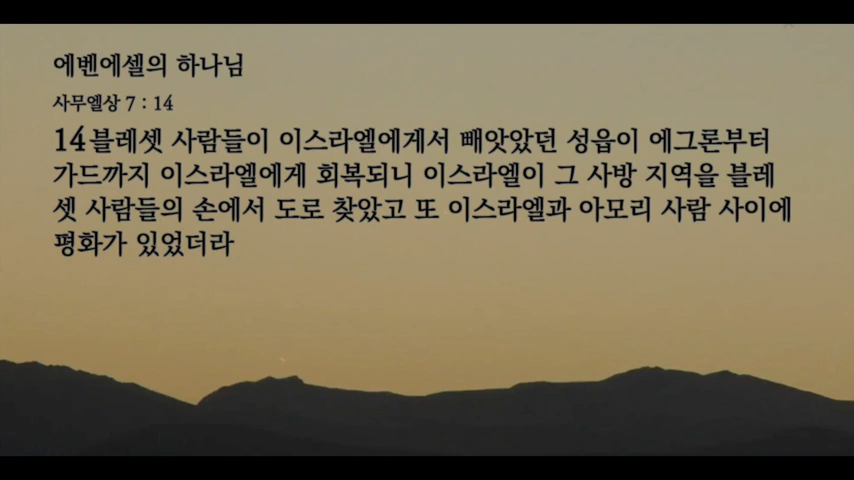 에벤에셀의 하나님
사무엘상 7 : 14
14 블레셋 사람들이 이스라엘에게서 빼앗았던 성읍이 에그론부터
가드까지 이스라엘에게 회복되니 이스라엘이 그 사방 지역을 블레
셋 사람들의 손에서 도로 찾았고 또 이스라엘과 아모리 사람 사이에
평화가 있었더라